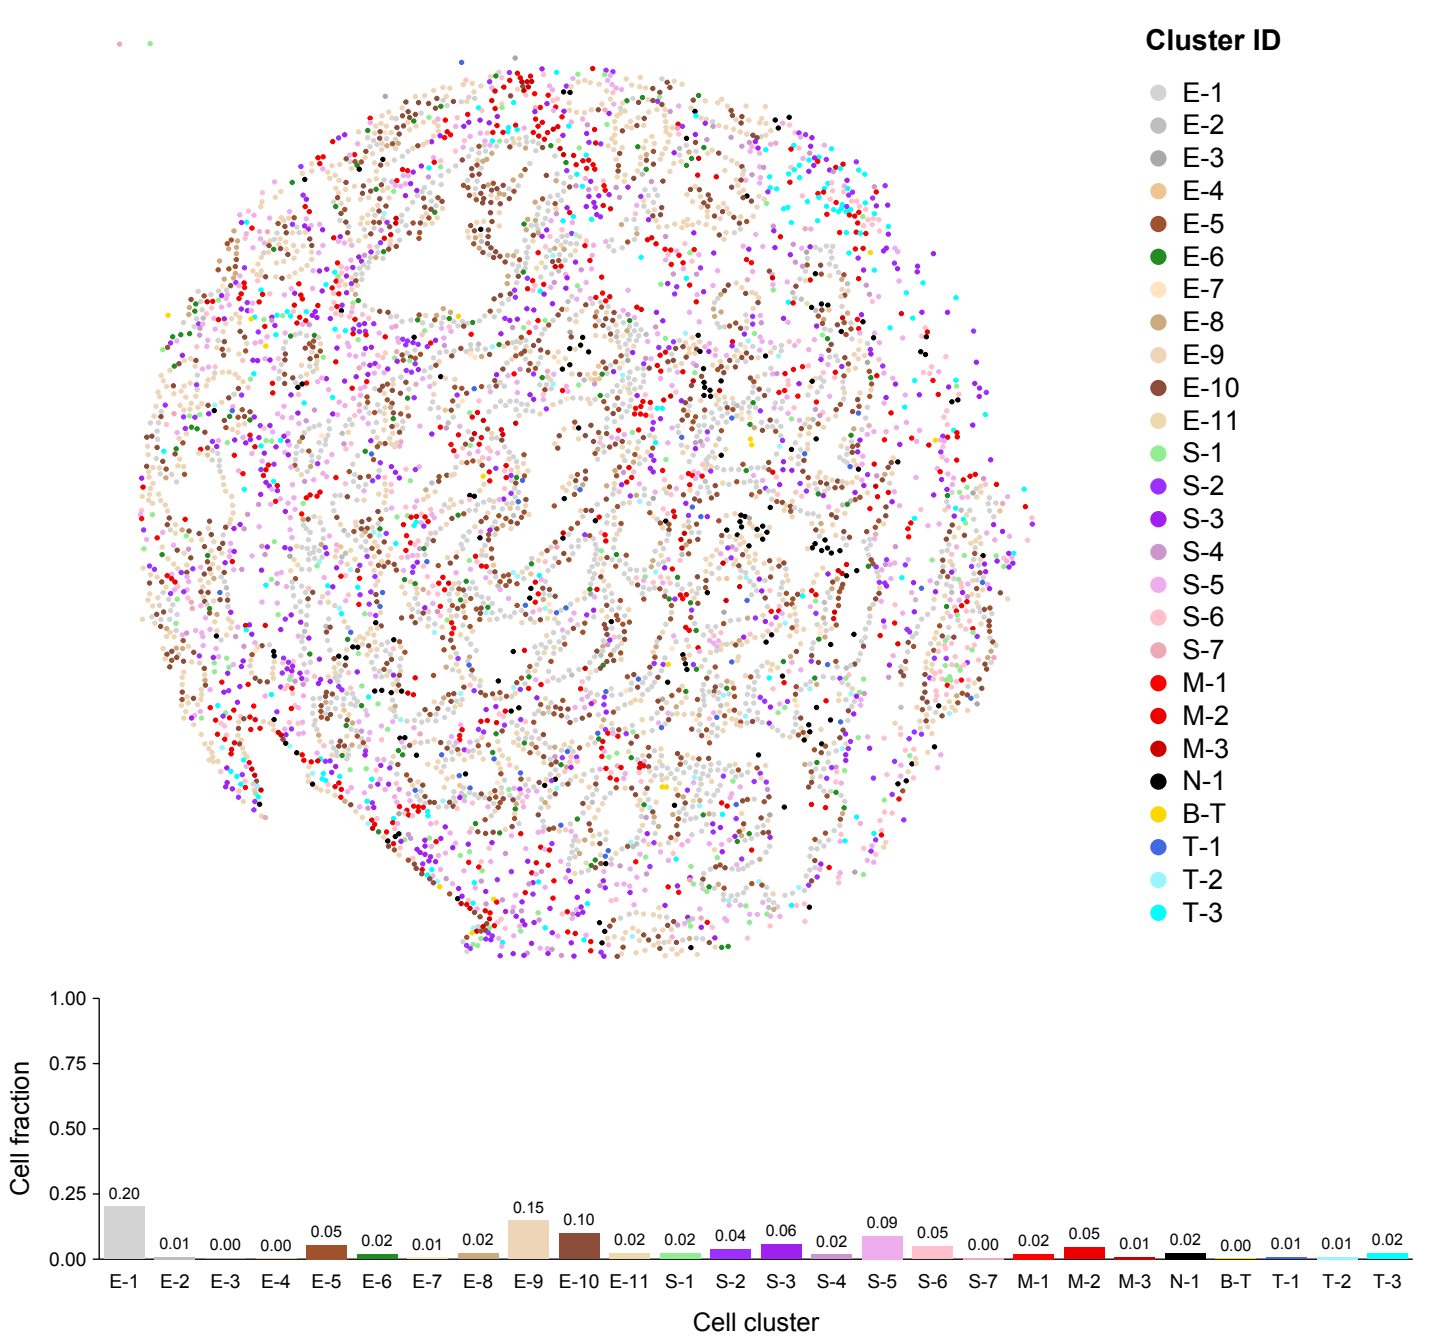 Cluster ID
E-1
E-2
E-3
E-4
E-5
E-6
E-7
E-8
E-9
E-10
E-11
S-1
S-2
S-3
S-4
S-5
S-6
S-7
M-1
M-2
M-3
N-1
B-T
T-1
T-2
T-3
1.00
0.75
0.50
0.25
0.00
Cell fraction
0.20 0.01 0.00 0.00 0.05 0.02 0.01 0.02 0.15 0.10 0.02 0.02 0.04 0.06 0.02 0.09 0.05 0.00 0.02 0.05 0.01 0.02 0.00 0.01 0.01 0.02
E-1 E-2 E-3 E-4 E-5 E-6 E-7 E-8 E-9 E-10 E-11 S-1 S-2 S-3 S-4 S-5 S-6 S-7 M-1 M-2 M-3 N-1 B-T T-1 T-2 T-3
Cell cluster